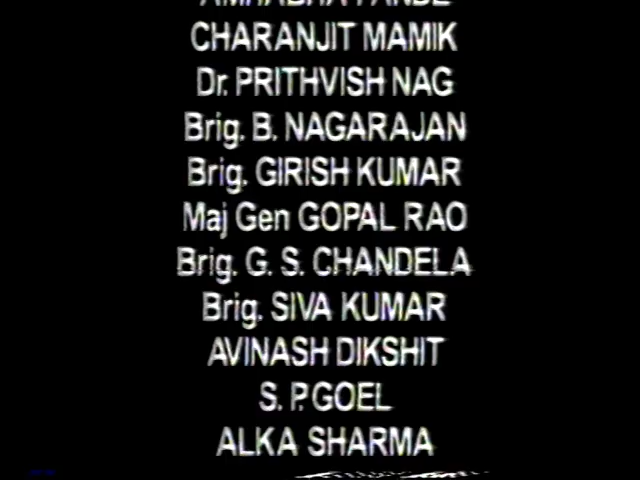 CHARANJIT MAMIK
Dr. PRITHVISH NAG
Brig. B. NAGARAJAN
Brig. GIRISH KUMAR
Maj Gen GOPAL RAO
Brig. G. S. CHANDELA
Brig. SIVA KUMAR
AVINASH DIKSHIT
S. P. GOEL
ALKA SHARMA